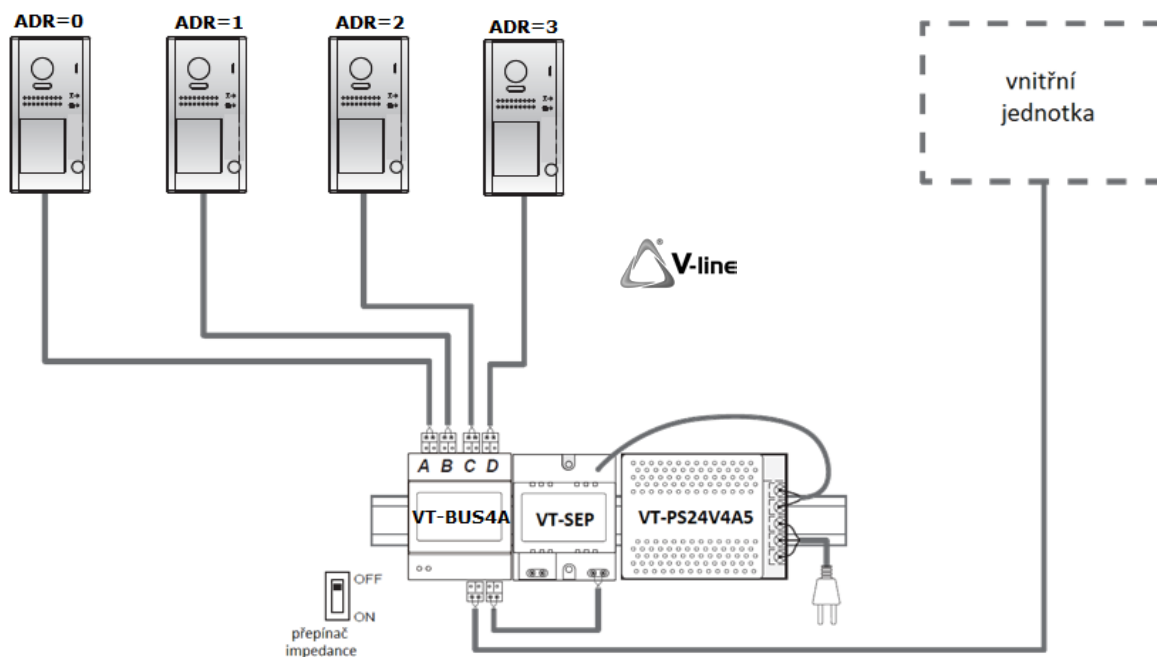 ADR=0
ADR=1
ADR=2
ADR=3
vnitřní
jednotka
V-line
®
A B C D
VT-BUS4A
VT-SEP
VT-PS24V4A5
OFF
ON
přepínač
impedance